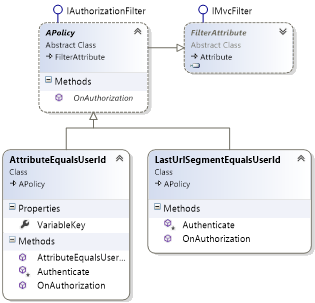 IAuthorizationFilter
IMvcFilter
APolicy
Abstract Class
FilterAttribute
Methods
OnAuthorization
FilterAttribute
Abstract Class
Attribute
AttributeEqualsUserId
Class
APolicy
Properties
VariableKey
Methods
AttributeEqualsUser...
Authenticate
OnAuthorization
LastUrlSegmentEqualsUserId
Class
APolicy
Methods
Authenticate
OnAuthorization